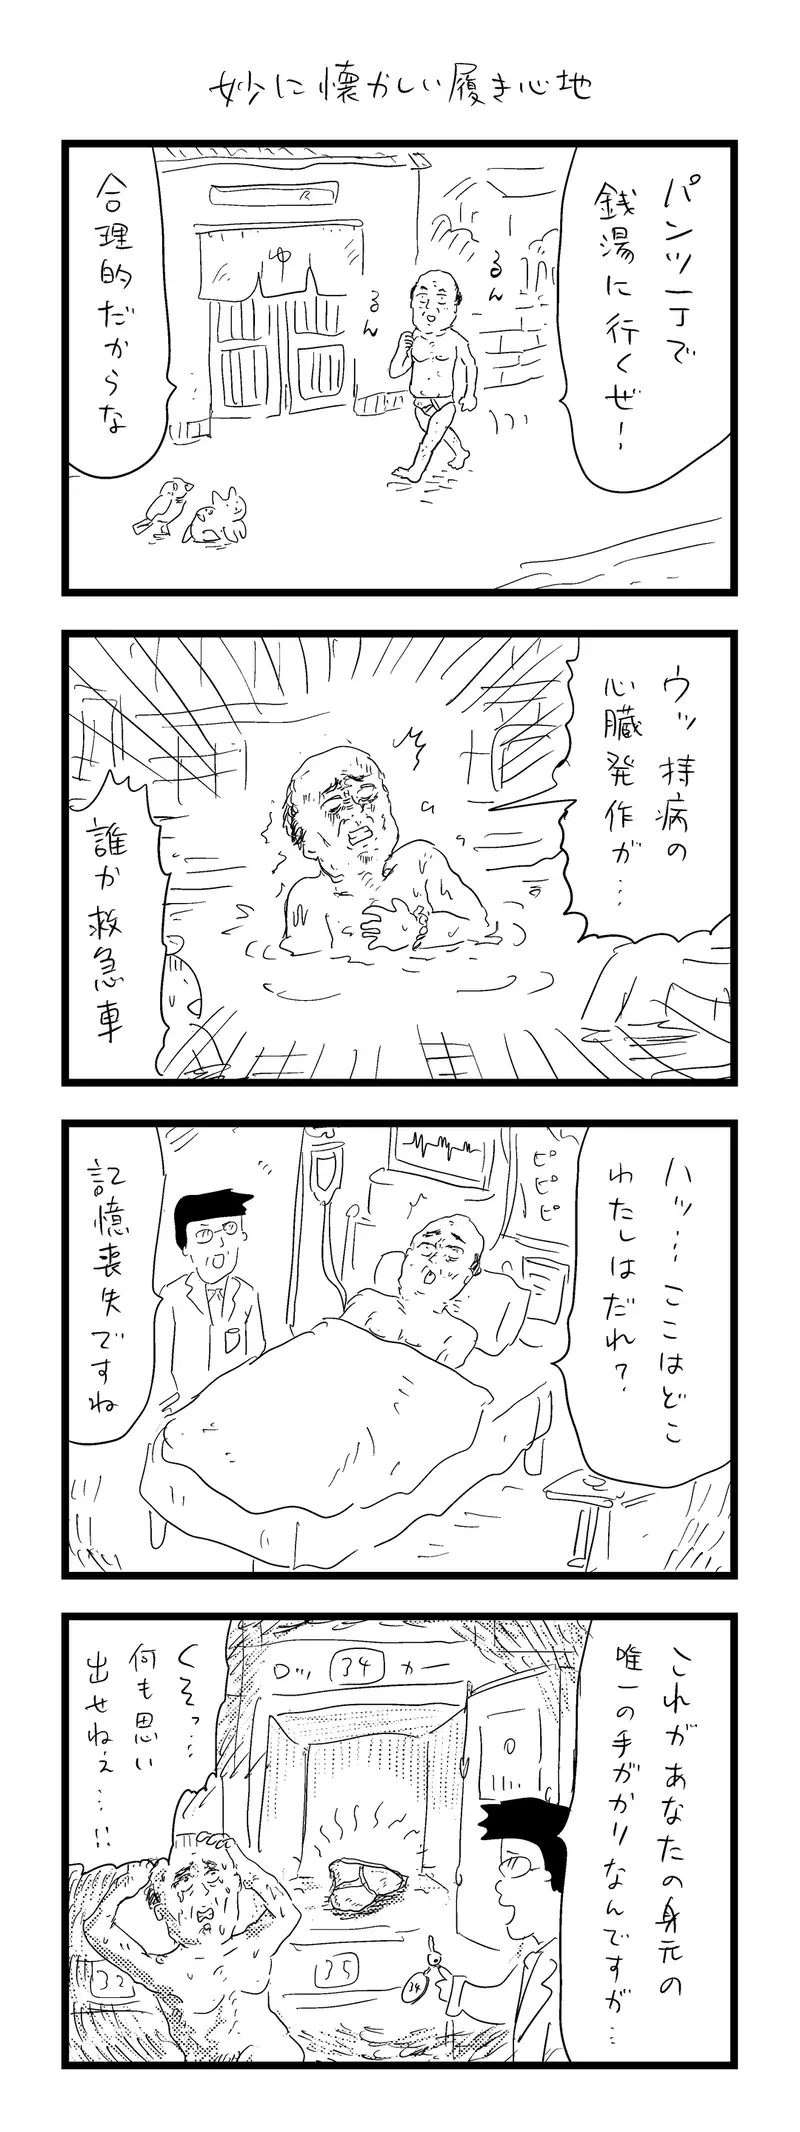 妙に懐かしい履き心地
パンツ一丁で
銭湯に行くぜ!
るん
るん
ゆ
合理的だからな
ウッ 持病の
心臓発作が…
誰か救急車
ハッ…ここはどこ
わたしはだれ?
ピピピ
記憶喪失ですね
これがあなたの身元の
唯一の手がかりなんですが…
ロッ 34 カー
34
35
32
くそっ…
何も思い
出せねぇ…!!